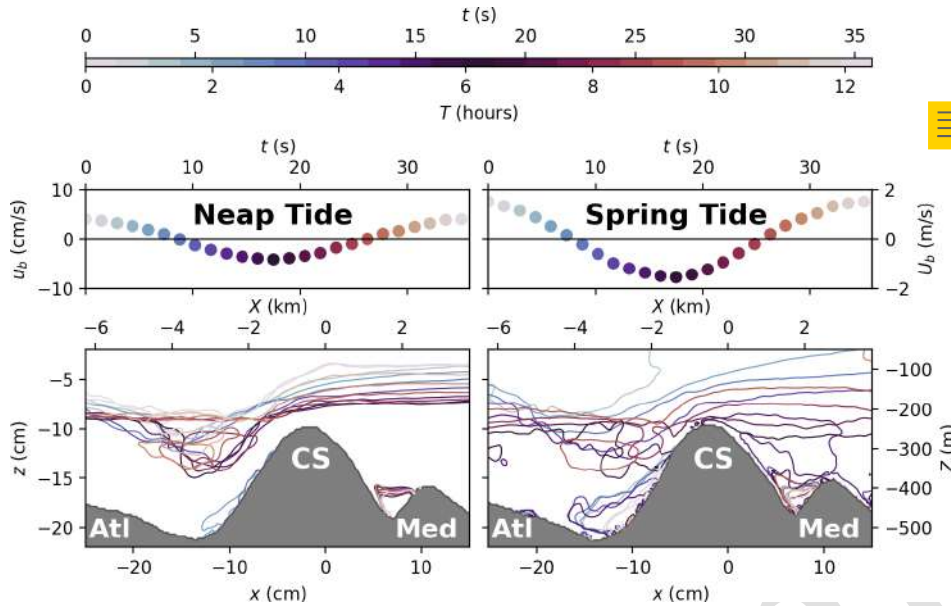 t (s)
0 5 10 15 20 25 30 35
0 2 4 6 8 10 12
T (hours)
t (s) t (s)
0 10 20 30 0 10 20 30
10 2
Neap Tide Spring Tide
u_b (cm/s) 0 0 U_b (m/s)
−10 −2
X (km) X (km)
−6 −4 −2 0 2 −6 −4 −2 0 2
−5 −100
−200
−10
CS CS −300
z (cm) Z (m)
−15
−400
−20 Atl Med Atl Med −500
−20 −10 0 10 −20 −10 0 10
x (cm) x (cm)